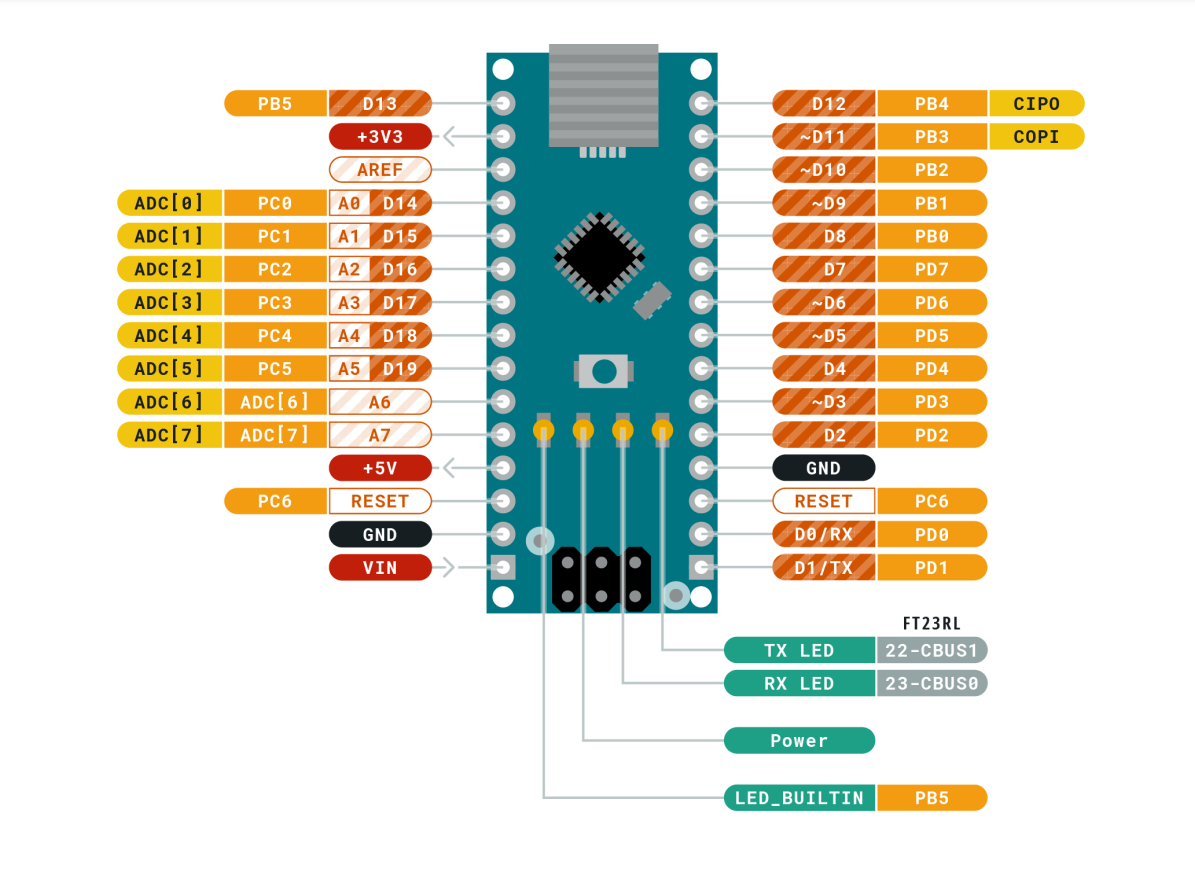 PB5 D13 D12 PB4 CIPO
+3V3 ~D11 PB3 COPI
AREF ~D10 PB2
ADC[0] PC0 A0 D14 ~D9 PB1
ADC[1] PC1 A1 D15 D8 PB0
ADC[2] PC2 A2 D16 D7 PD7
ADC[3] PC3 A3 D17 ~D6 PD6
ADC[4] PC4 A4 D18 ~D5 PD5
ADC[5] PC5 A5 D19 D4 PD4
ADC[6] ADC[6] A6 ~D3 PD3
ADC[7] ADC[7] A7 D2 PD2
+5V GND
PC6 RESET RESET PC6
GND D0/RX PD0
VIN D1/TX PD1
FT23RL
TX LED 22-CBUS1
RX LED 23-CBUS0
Power
LED_BUILTIN PB5